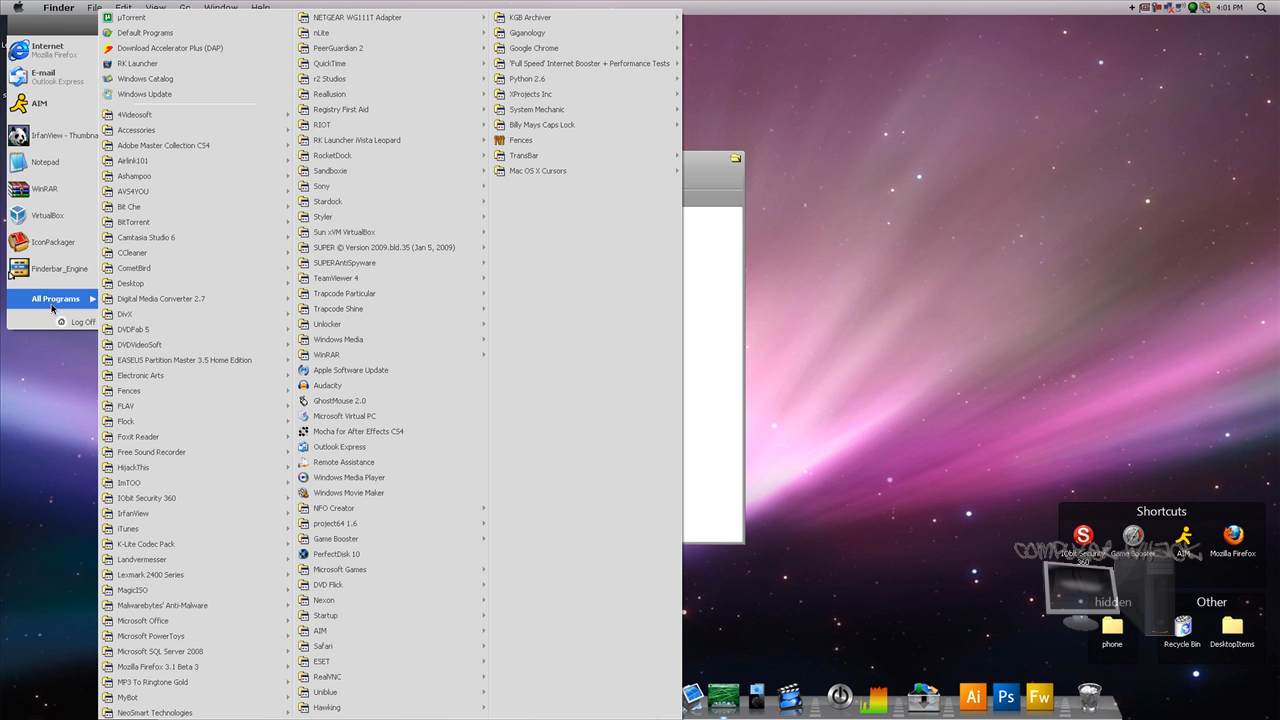 Finder File Edit View Go Window Help 4:01 PM
Internet
Mozilla Firefox
E-mail
Outlook Express
AIM
IrfanView - Thumbna
Notepad
WinRAR
VirtualBox
IconPackager
Finderbar_Engine
All Programs
Log Off
µTorrent
Default Programs
Download Accelerator Plus (DAP)
RK Launcher
Windows Catalog
Windows Update
4Videosoft
Accessories
Adobe Master Collection CS4
Airlink101
Ashampoo
AVS4YOU
Bit Che
BitTorrent
Camtasia Studio 6
CCleaner
CometBird
Desktop
Digital Media Converter 2.7
DivX
DVDFab 5
DVDVideoSoft
EASEUS Partition Master 3.5 Home Edition
Electronic Arts
Fences
FLAV
Flock
Foxit Reader
Free Sound Recorder
HijackThis
ImTOO
IObit Security 360
IrfanView
iTunes
K-Lite Codec Pack
Landvermesser
Lexmark 2400 Series
MagicISO
Malwarebytes' Anti-Malware
Microsoft Office
Microsoft PowerToys
Microsoft SQL Server 2008
Mozilla Firefox 3.1 Beta 3
MP3 To Ringtone Gold
MyBot
NeoSmart Technologies
NETGEAR WG111T Adapter
nLite
PeerGuardian 2
QuickTime
r2 Studios
Reallusion
Registry First Aid
RIOT
RK Launcher iVista Leopard
RocketDock
Sandboxie
Sony
Stardock
Styler
Sun xVM VirtualBox
SUPER © Version 2009.bld.35 (Jan 5, 2009)
SUPERAntiSpyware
TeamViewer 4
Trapcode Particular
Trapcode Shine
Unlocker
Windows Media
WinRAR
Apple Software Update
Audacity
GhostMouse 2.0
Microsoft Virtual PC
Mocha for After Effects CS4
Outlook Express
Remote Assistance
Windows Media Player
Windows Movie Maker
NFO Creator
project64 1.6
Game Booster
PerfectDisk 10
Microsoft Games
DVD Flick
Nexon
Startup
AIM
Safari
ESET
RealVNC
Uniblue
Hawking
KGB Archiver
Giganology
Google Chrome
'Full Speed' Internet Booster + Performance Tests
Python 2.6
XProjects Inc
System Mechanic
Billy Mays Caps Lock
Fences
TransBar
Mac OS X Cursors
Shortcuts
IObit Security 360
Game Booster
AIM
Mozilla Firefox
hidden
phone
Other
Recycle Bin
DesktopItems
Ai Ps Fw